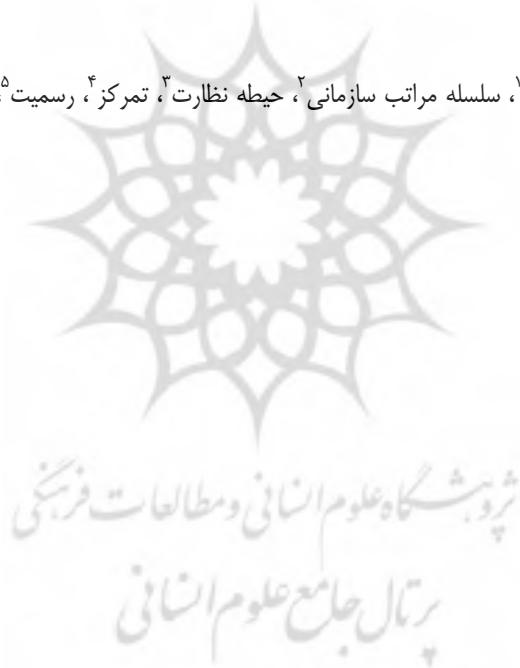 ۱، سلسله مراتب سازمانی۲، حیطه نظارت۳، تمرکز۴، رسمیت۵،
پژوهشگاه علوم انسانی و مطالعات فرهنگی
پرتال جامع علوم انسانی